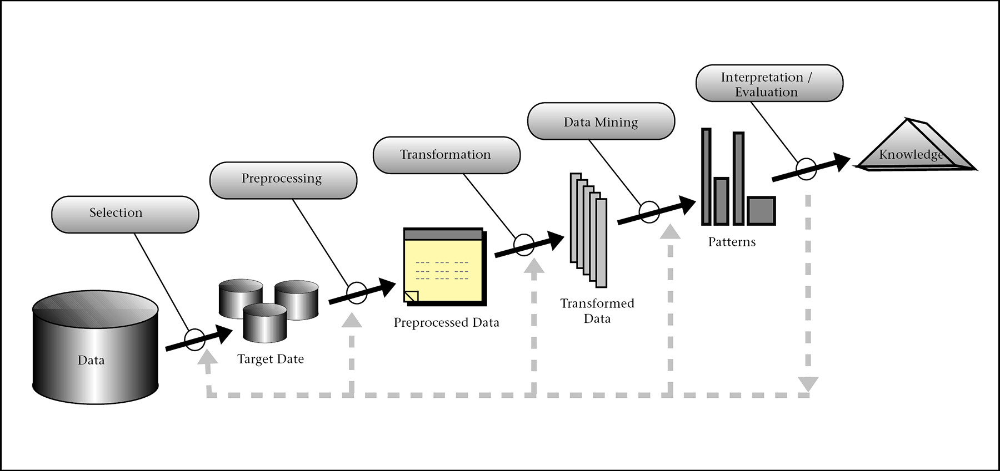 Interpretation /
Evaluation
Data Mining
Transformation
Knowledge
Preprocessing
Selection
Patterns
Transformed
Data
Preprocessed Data
Target Date
Data